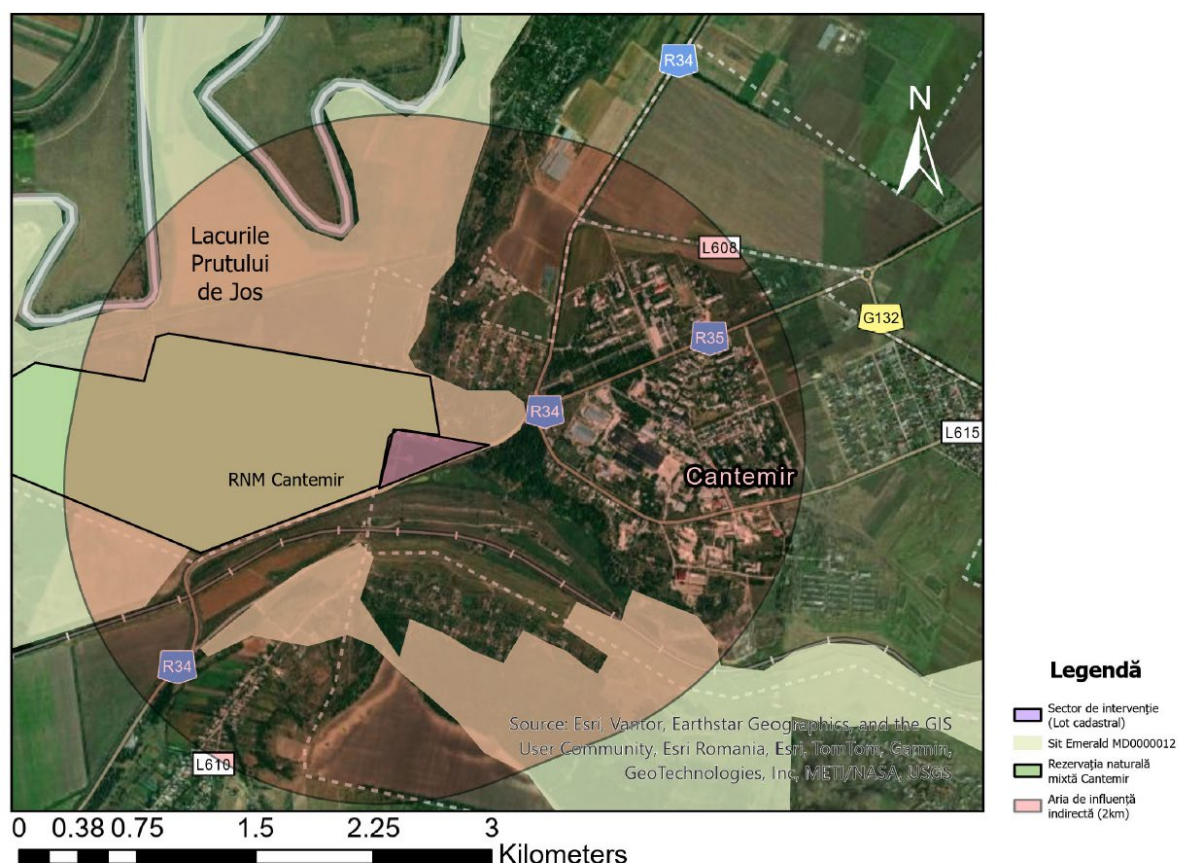 R34
N
Lacurile
Prutului
de Jos
L608
G132
R35
R34
L615
RNM Cantemir
Cantemir
R34
L610
Source: Esri, Vantor, Earthstar Geographics, and the GIS
User Community, Esri Romania, Esri, TomTom, Garmin,
GeoTechnologies, Inc, METI/NASA, USGS
Legendă
Sector de intervenție
(Lot cadastral)
Sit Emerald MD0000012
Rezervația naturală
mixtă Cantemir
Aria de influență
indirectă (2km)
0 0.38 0.75 1.5 2.25 3
Kilometers